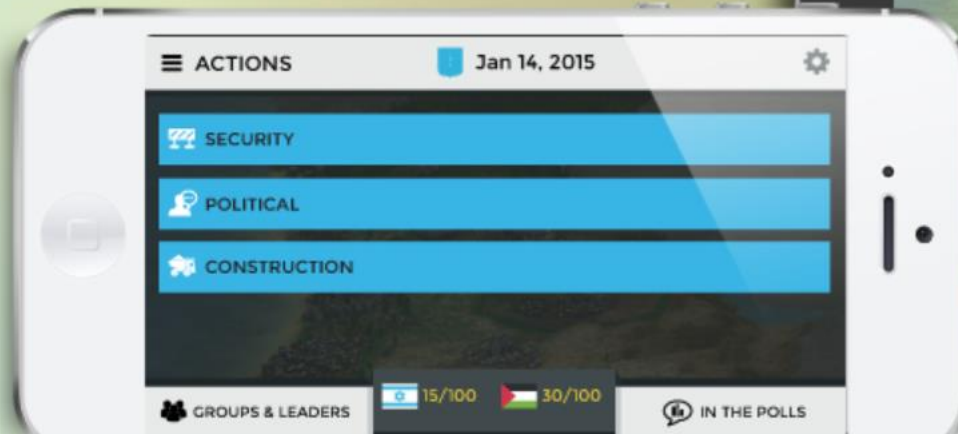 ACTIONS
Jan 14, 2015
SECURITY
POLITICAL
CONSTRUCTION
GROUPS & LEADERS
15/100
30/100
IN THE POLLS